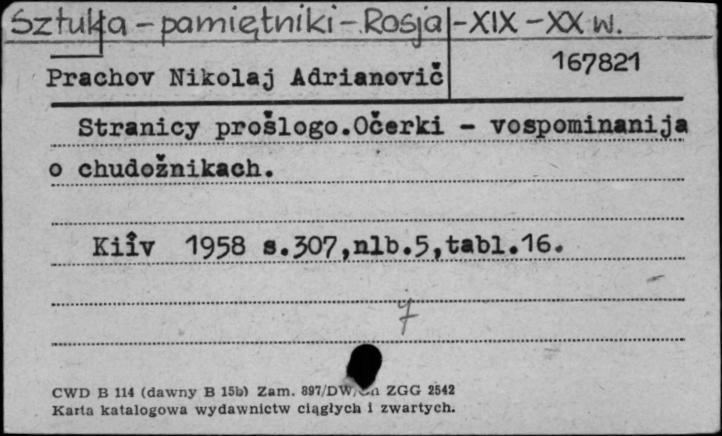 Sztuka - pamiętniki - Rosja - XIX - XX w.
Prachov Nikolaj Adrianovič
167821
Stranicy prošlogo.Očerki - vospominanija
o chudožnikach.
Kiîv 1958 s.307,nlb.5,tabl.16.
7
CWD B 114 (dawny B 15b) Zam. 897/DW/ ZGG 2542
Karta katalogowa wydawnictw ciągłych i zwartych.